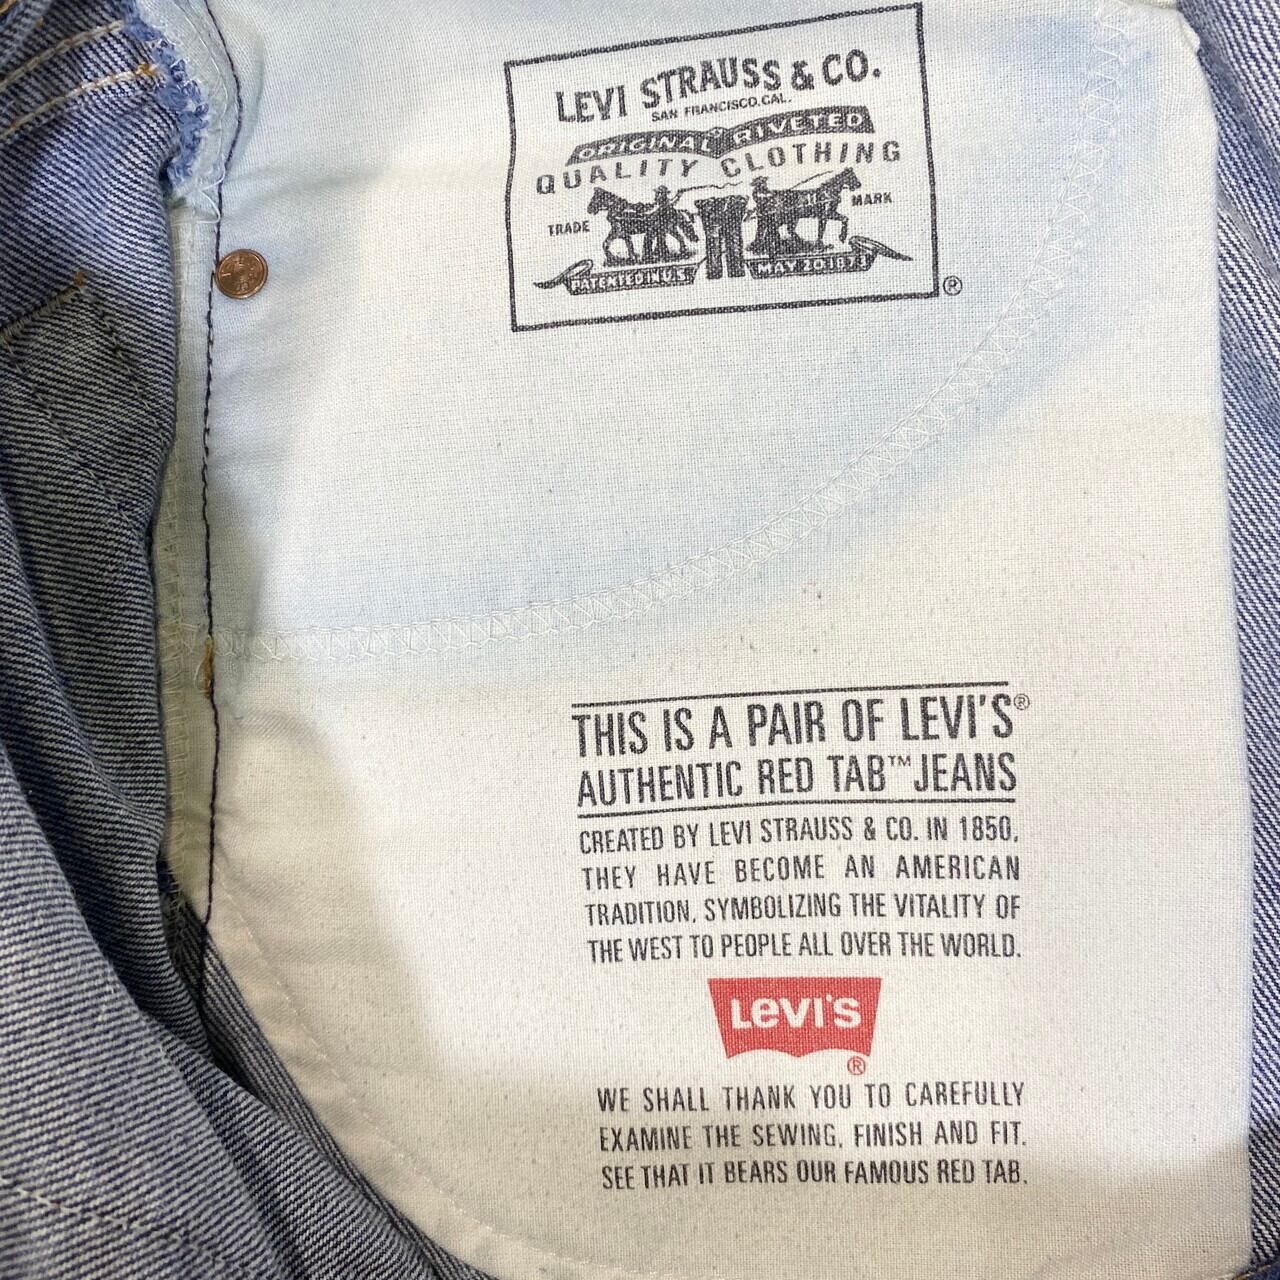 LEVI STRAUSS & CO.
SAN FRANCISCO, CAL.
ORIGINAL RIVETED
QUALITY CLOTHING
TRADE MARK
PATENTED IN U.S. MAY 20 1873
®
THIS IS A PAIR OF LEVI'S®
AUTHENTIC RED TAB™ JEANS
CREATED BY LEVI STRAUSS & CO. IN 1850,
THEY HAVE BECOME AN AMERICAN
TRADITION, SYMBOLIZING THE VITALITY OF
THE WEST TO PEOPLE ALL OVER THE WORLD.
LEVI'S
®
WE SHALL THANK YOU TO CAREFULLY
EXAMINE THE SEWING, FINISH AND FIT.
SEE THAT IT BEARS OUR FAMOUS RED TAB.